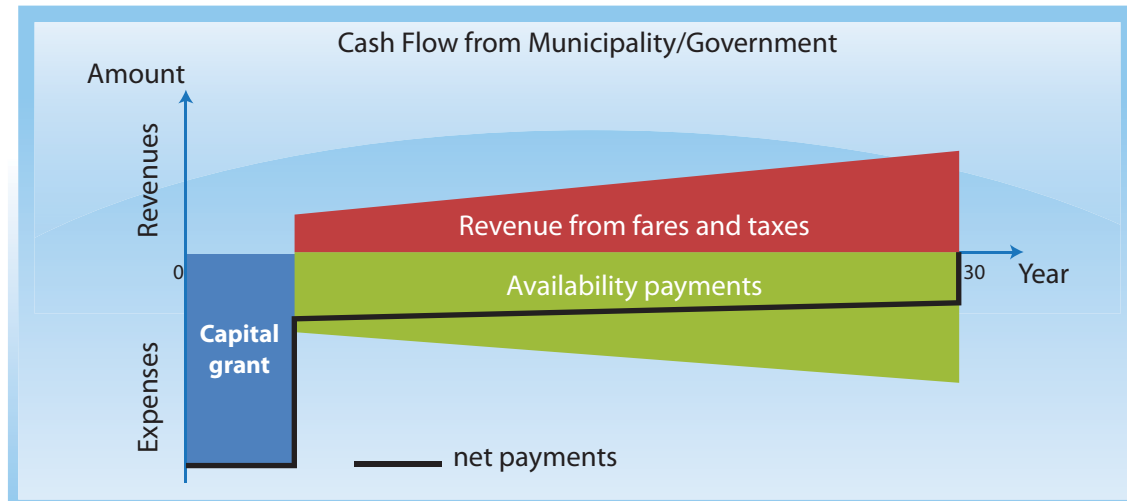 Cash Flow from Municipality/Government
Amount
Revenues
Revenue from fares and taxes
0
30
Year
Availability payments
Capital
grant
Expenses
net payments